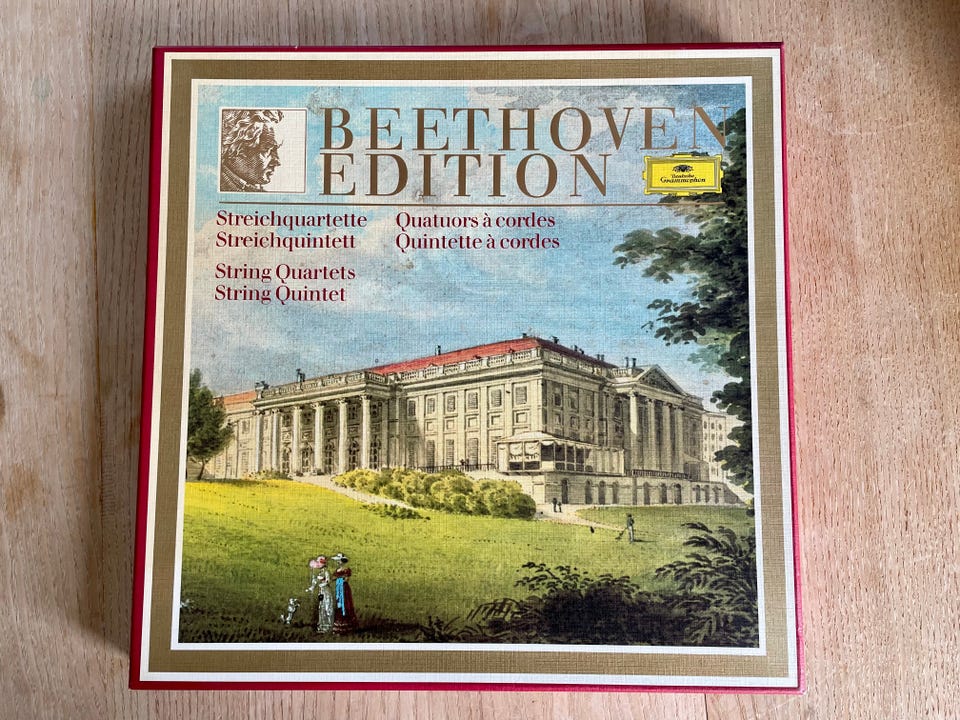 BEETHOVEN
EDITION
Deutsche
Grammophon
Streichquartette
Streichquintett
Quatuors à cordes
Quintette à cordes
String Quartets
String Quintet